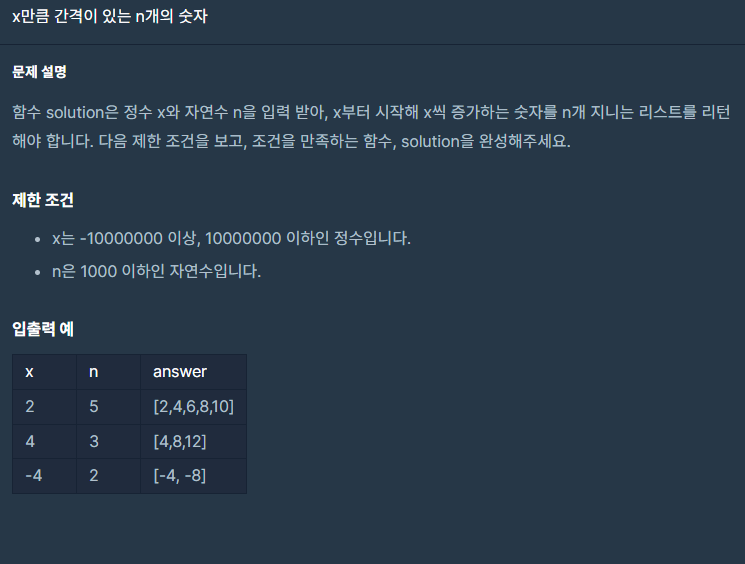 x만큼 간격이 있는 n개의 숫자
문제 설명
함수 solution은 정수 x와 자연수 n을 입력 받아, x부터 시작해 x씩 증가하는 숫자를 n개 지니는 리스트를 리턴
해야 합니다. 다음 제한 조건을 보고, 조건을 만족하는 함수, solution을 완성해주세요.
제한 조건
• x는 -10000000 이상, 10000000 이하인 정수입니다.
• n은 1000 이하인 자연수입니다.
입출력 예
x n answer
2 5 [2,4,6,8,10]
4 3 [4,8,12]
-4 2 [-4, -8]